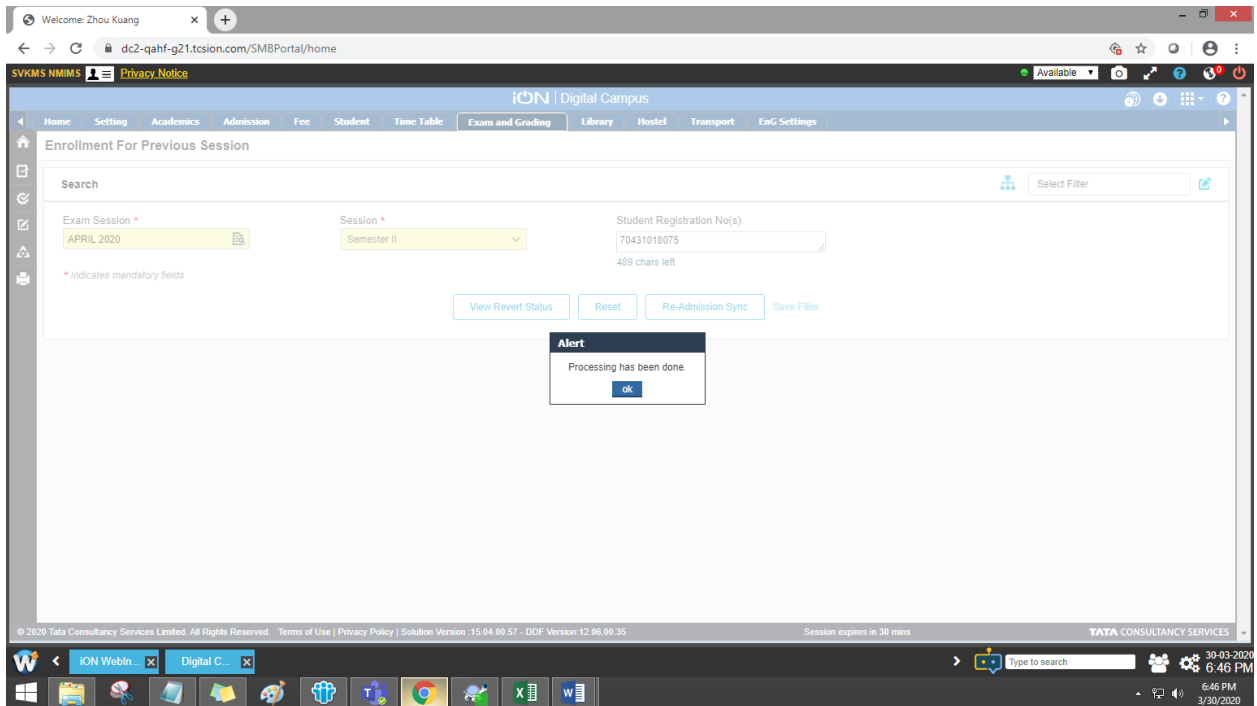 Welcome: Zhou Kuang
dc2-qahf-g21.tcsion.com/SMBPortal/home
SVKMS NMIMS Privacy Notice Available 0
iON | Digital Campus
Home Setting Academics Admission Fee Student Time Table Exam and Grading Library Hostel Transport EnG Settings
Enrollment For Previous Session
Search Select Filter
Exam Session * Session * Student Registration No(s).
APRIL 2020 Semester II 70431018075
489 chars left
* Indicates mandatory fields
View Revert Status Reset Re-Admission Sync Save Filter
Alert
Processing has been done.
ok
© 2020 Tata Consultancy Services Limited. All Rights Reserved. Terms of Use | Privacy Policy | Solution Version :15.04.00.57 - DDF Version:12.06.00.35 Session expires in 30 mins TATA CONSULTANCY SERVICES
iON WebIn... Digital C... Type to search 30-03-2020
6:46 PM
6:46 PM
3/30/2020